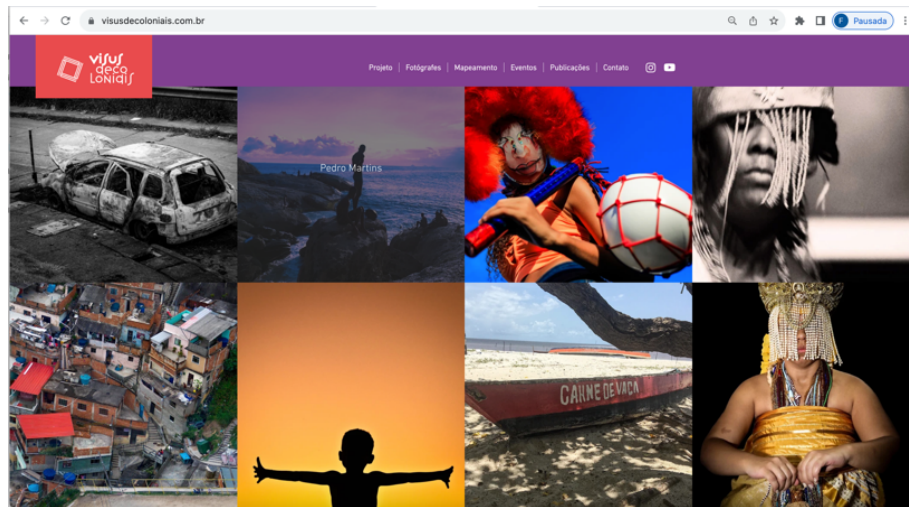 visusdecoloniais.com.br
F Pausada
visus
deco
Loniais
Projeto | Fotógrafes | Mapeamento | Eventos | Publicações | Contato
Pedro Martins
CARNE DE VACA